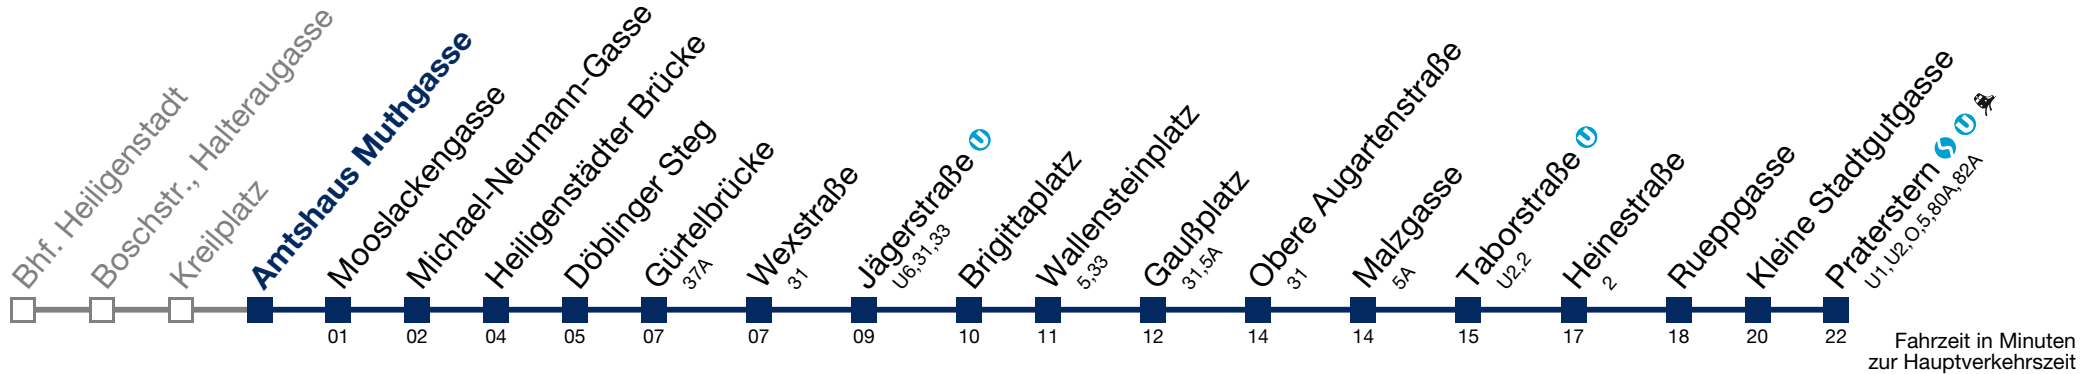 Bhf. Heiligenstadt
Boschstr., Halteraugasse
Kreilplatz
Amtshaus Muthgasse
Mooslackengasse
01
Michael-Neumann-Gasse
02
Heiligenstädter Brücke
04
Döblinger Steg
05
Gürtelbrücke
37A
07
Wexstraße
31
07
Jägerstraße U
U6,31,33
09
Brigittaplatz
10
Wallensteinplatz
5,33
11
Gaußplatz
31,5A
12
Obere Augartenstraße
31
14
Malzgasse
5A
14
Taborstraße U
U2,2
15
Heinestraße
2
17
Rueppgasse
18
Kleine Stadtgutgasse
20
Praterstern S U
U1,U2,O,5,80A,82A
22
Fahrzeit in Minuten
zur Hauptverkehrszeit